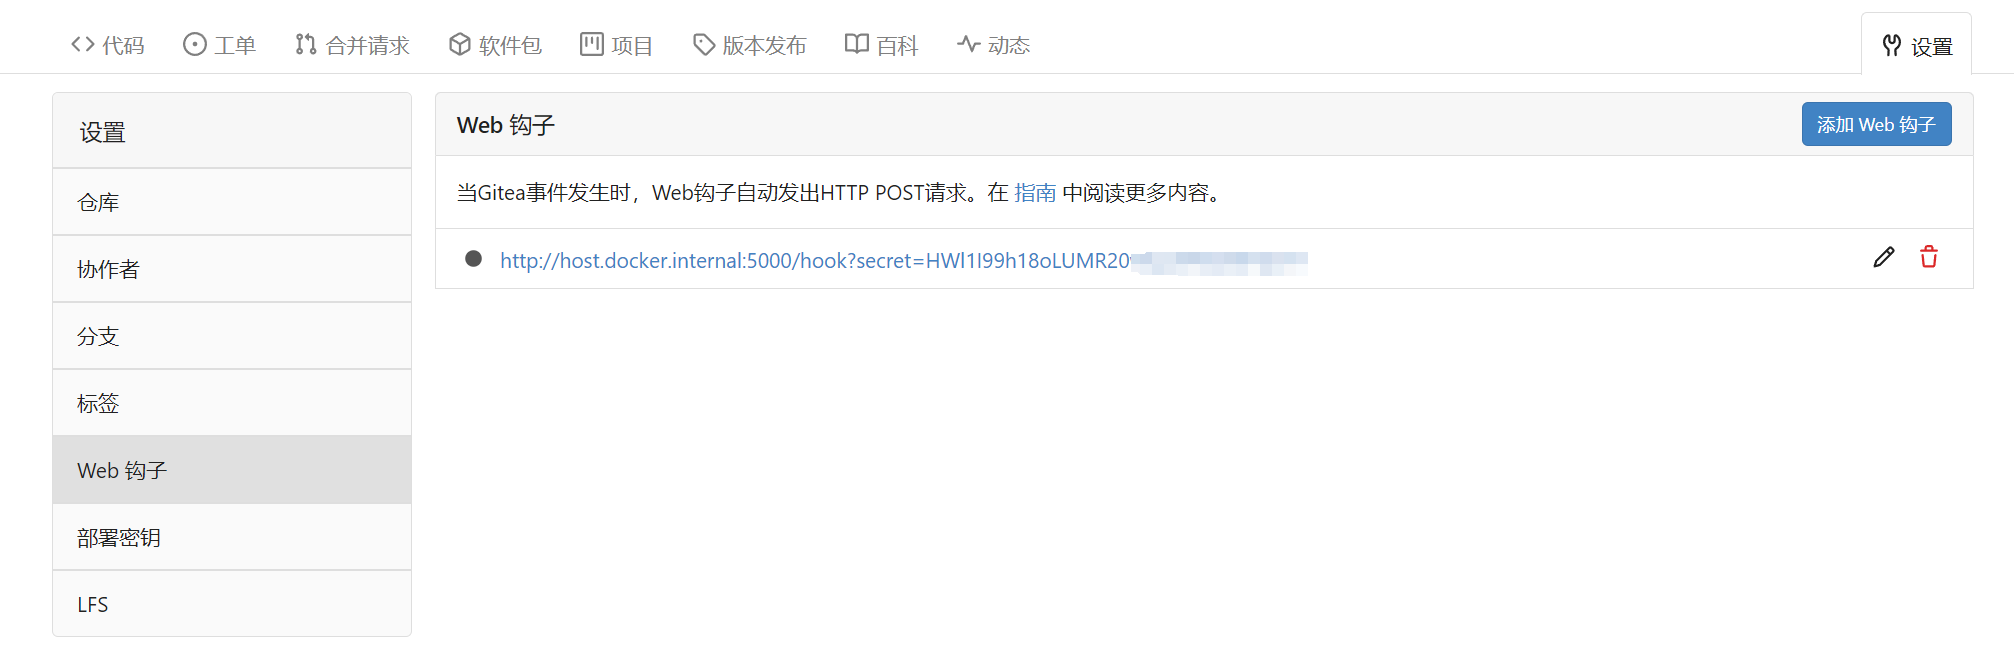 代码 工单 合并请求 软件包 项目 版本发布 百科 动态 设置
设置
仓库
协作者
分支
标签
Web 钩子
部署密钥
LFS
Web 钩子 添加 Web 钩子
当Gitea事件发生时，Web钩子自动发出HTTP POST请求。在 指南 中阅读更多内容。
http://host.docker.internal:5000/hook?secret=HWl1I99h18oLUMR20